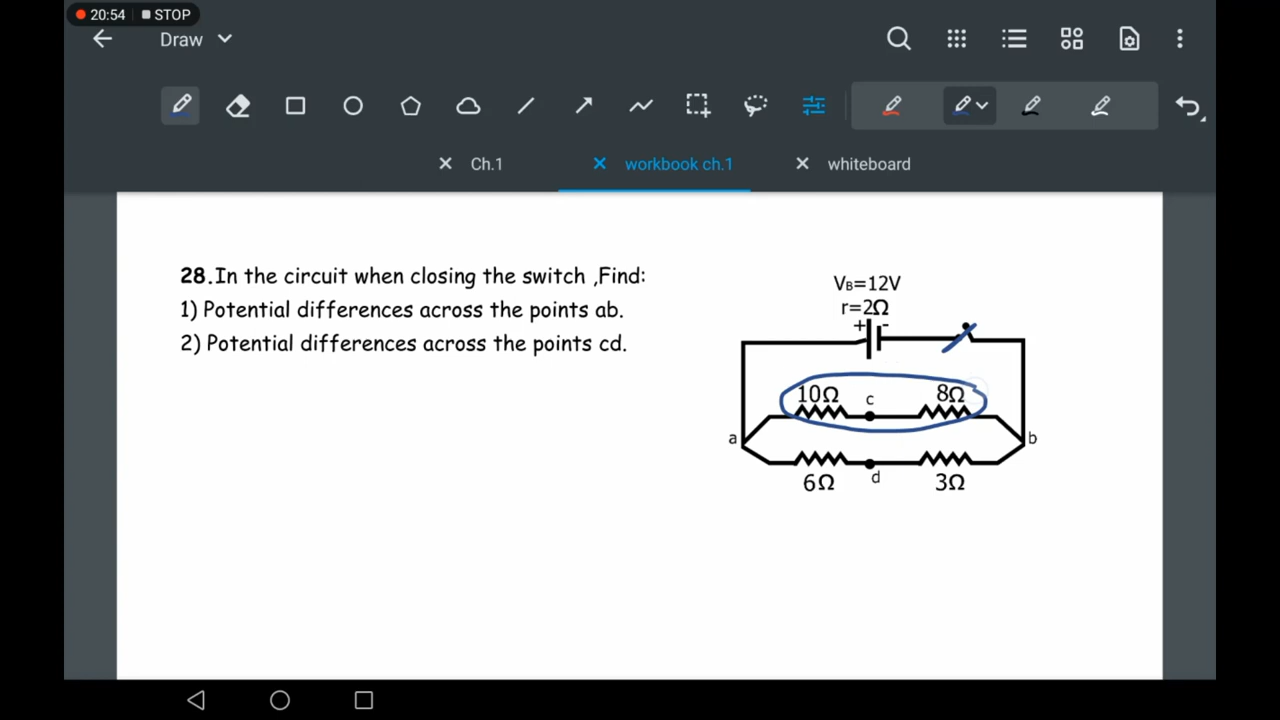 20:54 STOP
Draw
Ch.1 workbook ch.1 whiteboard
28.In the circuit when closing the switch ,Find:
1) Potential differences across the points ab.
2) Potential differences across the points cd.
VB=12V
r=2Ω
+ -
10Ω c 8Ω
a b
6Ω d 3Ω